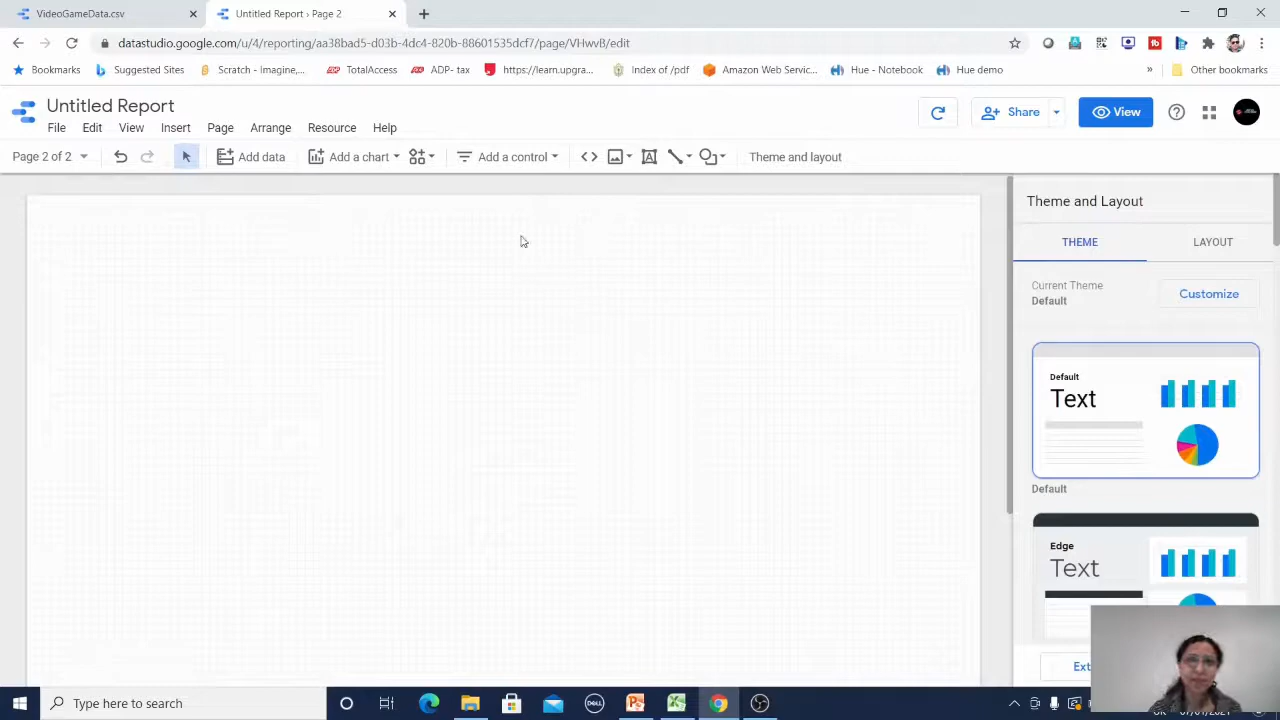 VideoGameData.csv
Untitled Report › Page 2
datastudio.google.com/u/4/reporting/aa38bad5-d03b-4dc4-820b-88601535dcf7/page/VHwvB/edit
Bookmarks
Suggested Sites
Scratch - Imagine,...
TotalAccess
ADP- tax
https://learn.upgra...
Index of /pdf
Amazon Web Servic...
Hue - Notebook
Hue demo
»
Other bookmarks
Untitled Report
File Edit View Insert Page Arrange Resource Help
Share
View
Page 2 of 2
Add data
Add a chart
Add a control
Theme and layout
Theme and Layout
THEME LAYOUT
Current Theme
Default
Customize
Default
Text
Default
Edge
Text
Ext
Type here to search